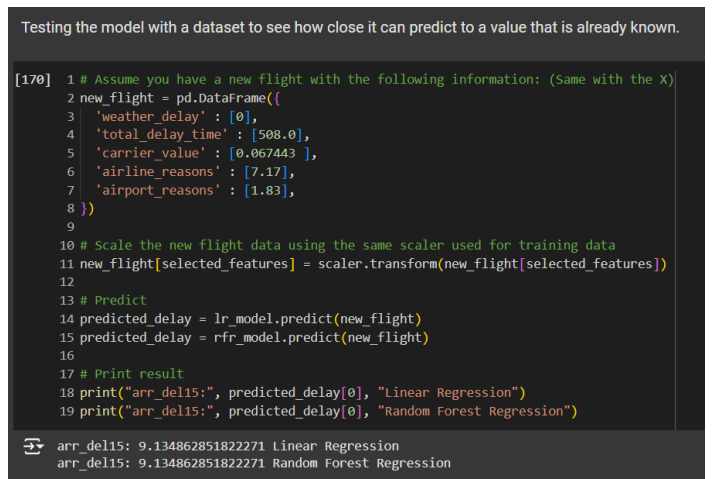 Testing the model with a dataset to see how close it can predict to a value that is already known.
[170] 1 # Assume you have a new flight with the following information: (Same with the X)
2 new_flight = pd.DataFrame({
3   'weather_delay' : [0],
4   'total_delay_time' : [508.0],
5   'carrier_value' : [0.067443 ],
6   'airline_reasons' : [7.17],
7   'airport_reasons' : [1.83],
8 })
9
10 # Scale the new flight data using the same scaler used for training data
11 new_flight[selected_features] = scaler.transform(new_flight[selected_features])
12
13 # Predict
14 predicted_delay = lr_model.predict(new_flight)
15 predicted_delay = rfr_model.predict(new_flight)
16
17 # Print result
18 print("arr_del15:", predicted_delay[0], "Linear Regression")
19 print("arr_del15:", predicted_delay[0], "Random Forest Regression")
arr_del15: 9.134862851822271 Linear Regression
arr_del15: 9.134862851822271 Random Forest Regression